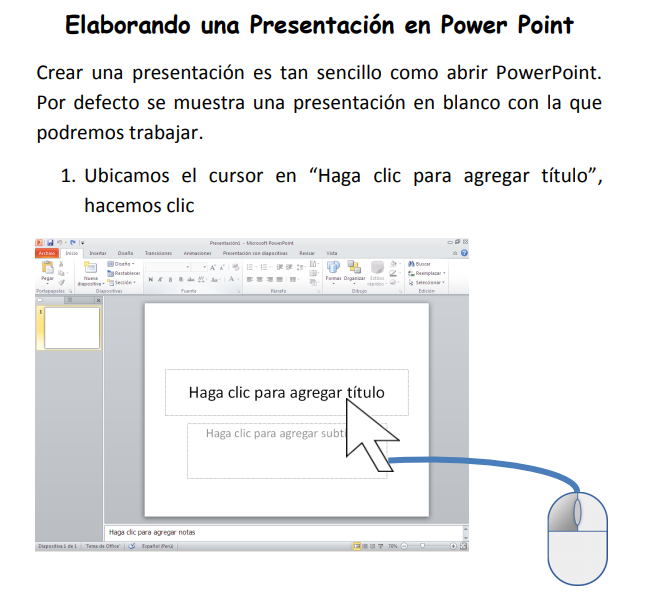 Elaborando una Presentación en Power Point
Crear una presentación es tan sencillo como abrir PowerPoint.
Por defecto se muestra una presentación en blanco con la que
podremos trabajar.
1. Ubicamos el cursor en “Haga clic para agregar título”,
hacemos clic
Presentación1 - Microsoft PowerPoint
Archivo Inicio Insertar Diseño Transiciones Animaciones Presentación con diapositivas Revisar Vista
Pegar Nueva diapositiva Diseño Restablecer Sección
Formas Organizar Estilos rápidos Buscar Reemplazar Seleccionar
Portapapeles Diapositivas Fuente Párrafo Dibujo Edición
1
Haga clic para agregar título
Haga clic para agregar subtí
Haga clic para agregar notas
Diapositiva 1 de 1 "Tema de Office" Español (Perú) 70%